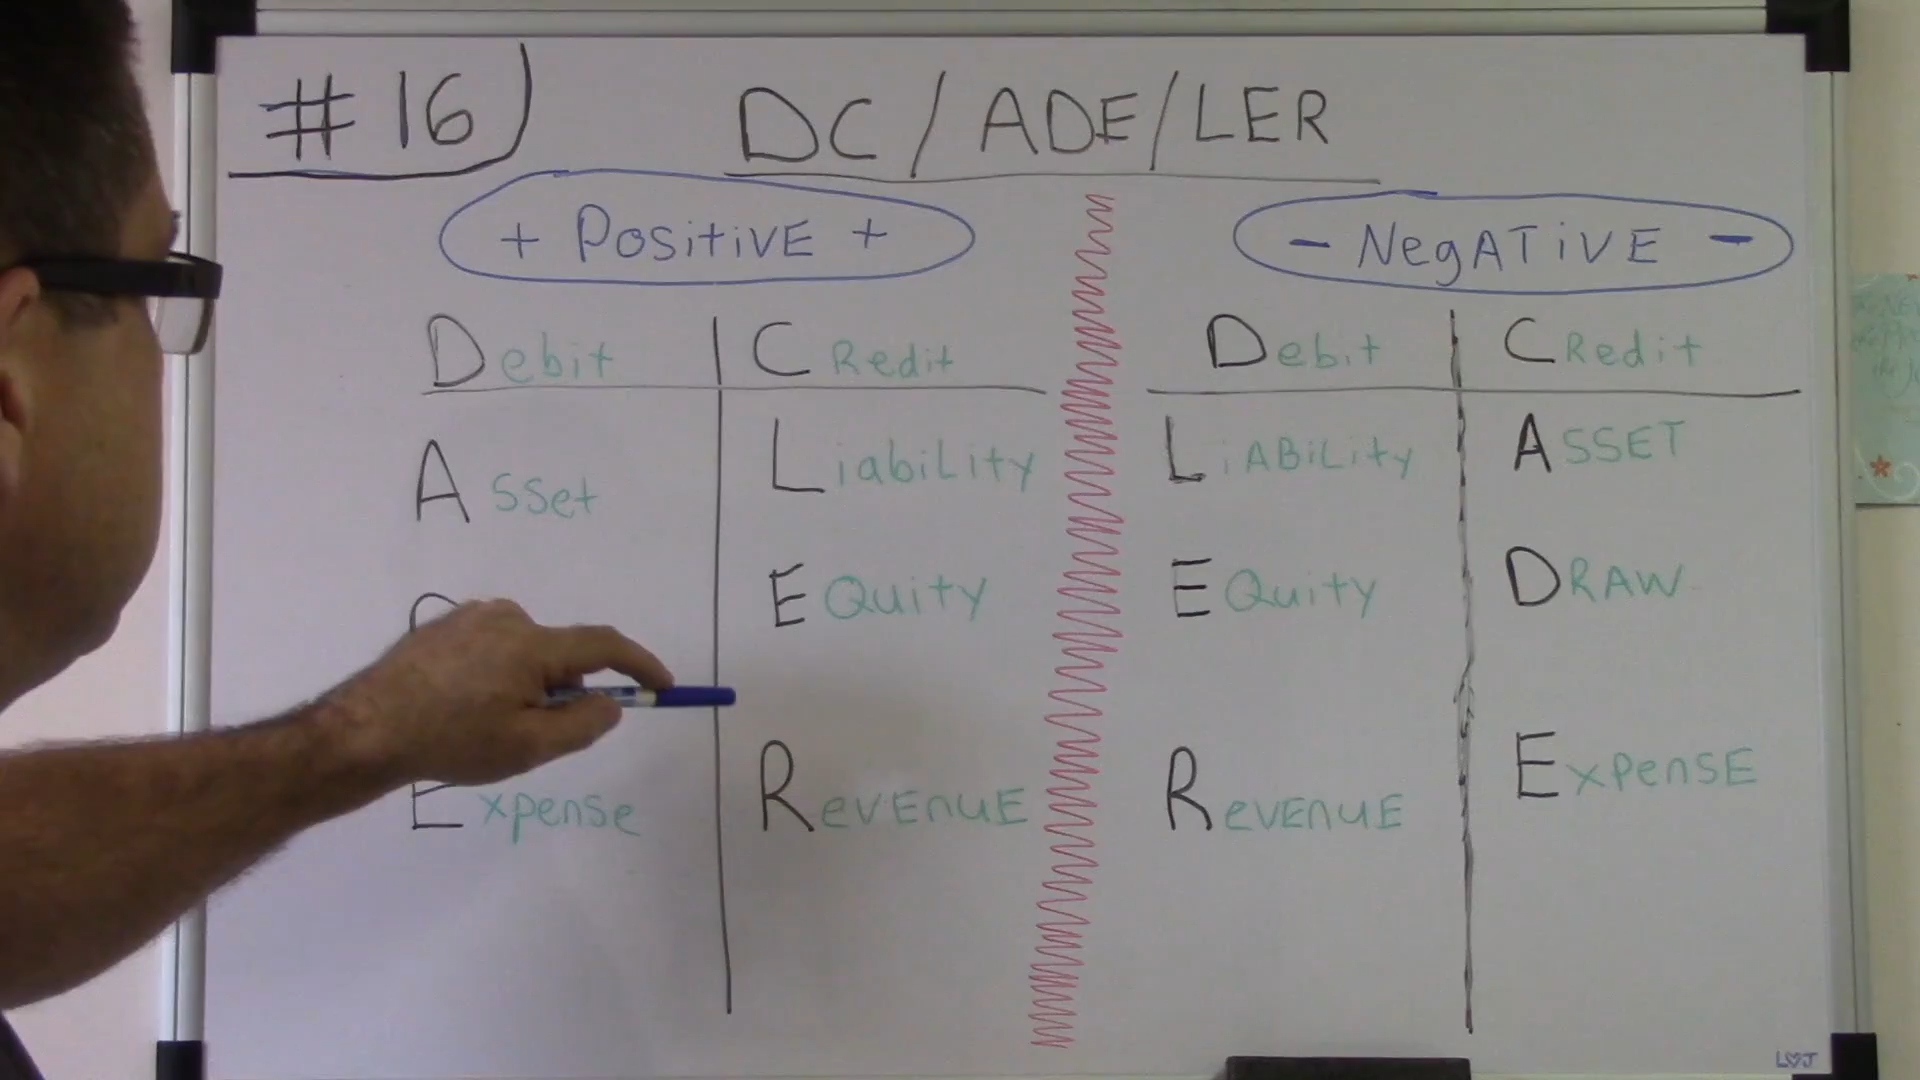 #16) DC/ADE/LER
+ POSitiVE +
- NegATiVE -
Debit CRedit
Asset LiabiLity
EQuity
Expense REVEnUE
Debit CRedit
LiABiLity ASSET
EQuity DRAW
REVEnUE ExpEnSE